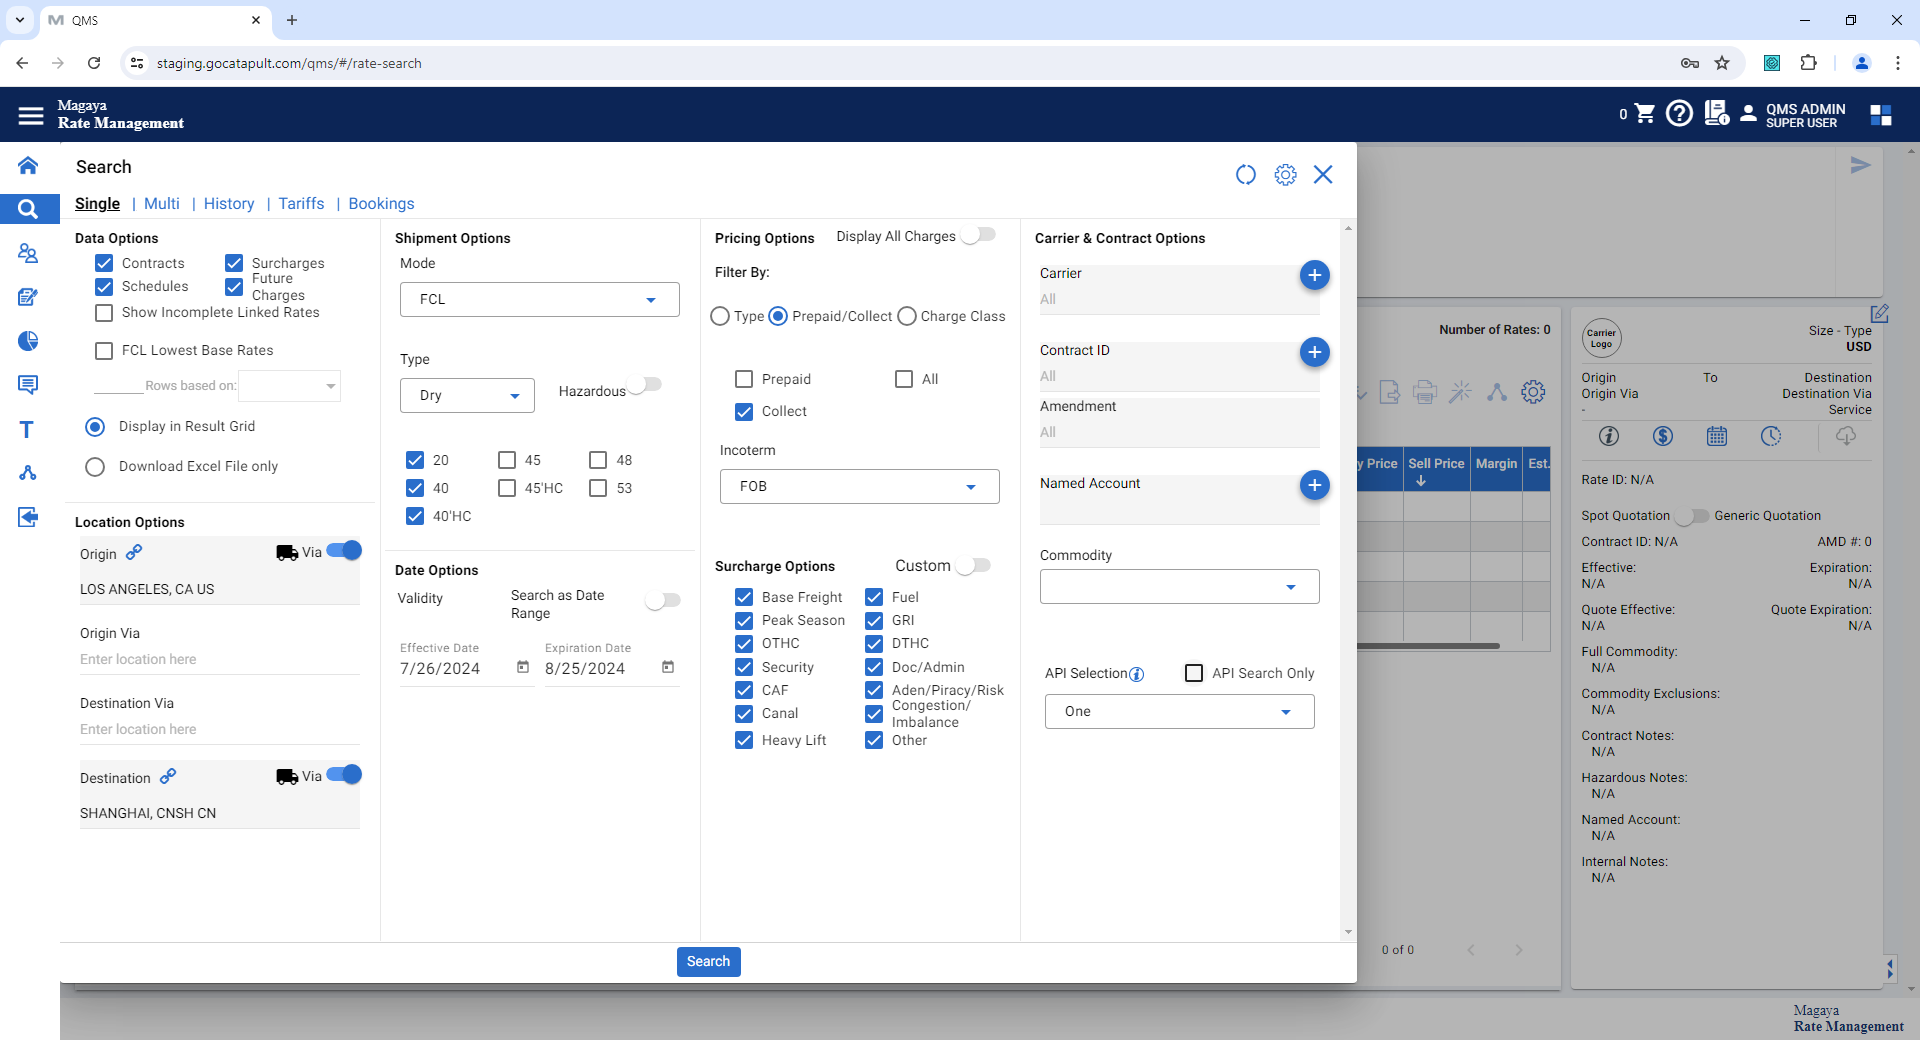 QMS
staging.gocatapult.com/qms/#/rate-search
Magaya
Rate Management
0
QMS ADMIN
SUPER USER
Search
Single | Multi | History | Tariffs | Bookings
Data Options
Contracts
Surcharges
Schedules
Future
Charges
Show Incomplete Linked Rates
FCL Lowest Base Rates
Rows based on:
Display in Result Grid
Download Excel File only
Location Options
Origin
Via
LOS ANGELES, CA US
Origin Via
Enter location here
Destination Via
Enter location here
Destination
Via
SHANGHAI, CNSH CN
Shipment Options
Mode
FCL
Type
Dry
Hazardous
20
45
48
40
45'HC
53
40'HC
Date Options
Validity
Search as Date
Range
Effective Date
7/26/2024
Expiration Date
8/25/2024
Pricing Options
Display All Charges
Filter By:
Type
Prepaid/Collect
Charge Class
Prepaid
All
Collect
Incoterm
FOB
Surcharge Options
Custom
Base Freight
Fuel
Peak Season
GRI
OTHC
DTHC
Security
Doc/Admin
CAF
Aden/Piracy/Risk
Canal
Congestion/
Imbalance
Heavy Lift
Other
Carrier & Contract Options
Carrier
All
Contract ID
All
Amendment
All
Named Account
Commodity
API Selection
API Search Only
One
Search
Number of Rates: 0
y Price
Sell Price
Margin
Est.
0 of 0
Carrier
Logo
Size - Type
USD
Origin
To
Destination
Origin Via
Destination Via
-
Service
Rate ID: N/A
Spot Quotation
Generic Quotation
Contract ID: N/A
AMD #: 0
Effective:
Expiration:
N/A
N/A
Quote Effective:
Quote Expiration:
N/A
N/A
Full Commodity:
N/A
Commodity Exclusions:
N/A
Contract Notes:
N/A
Hazardous Notes:
N/A
Named Account:
N/A
Internal Notes:
N/A
Magaya
Rate Management